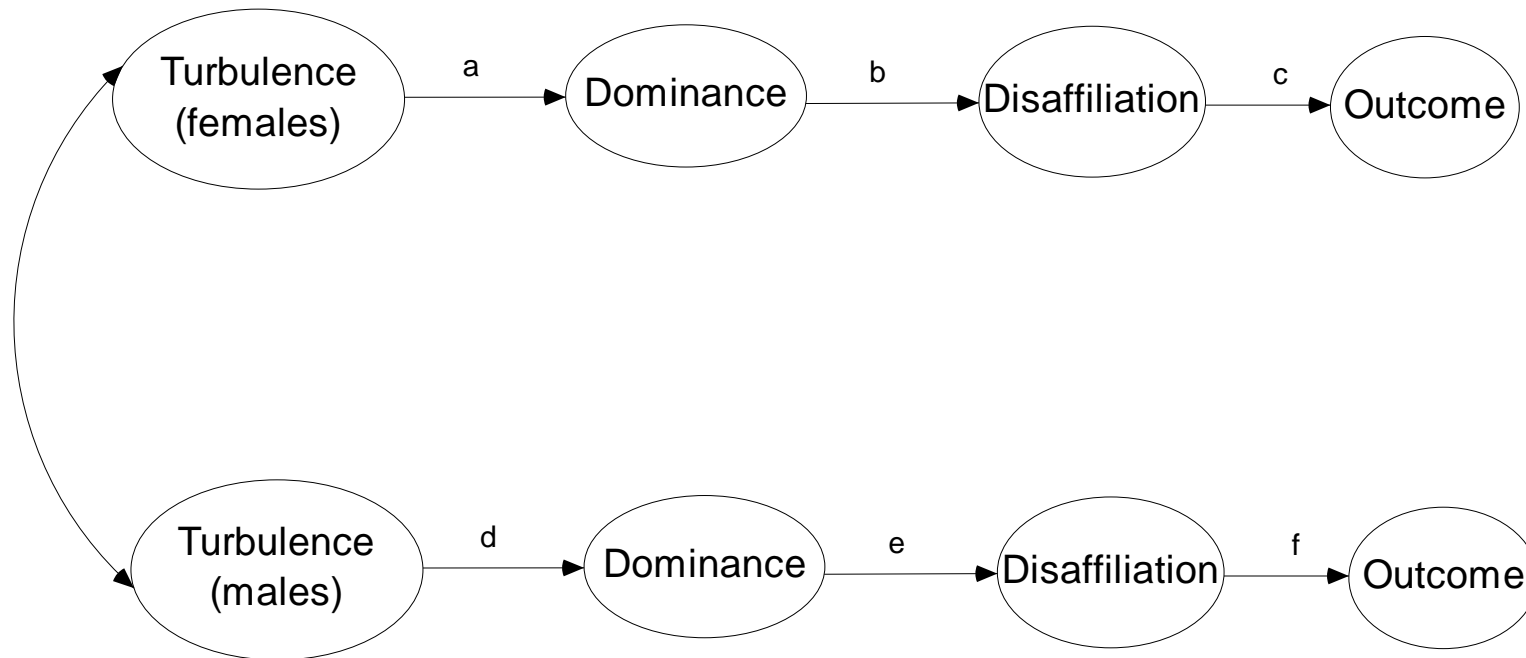 Turbulence
(females)
a
Dominance
b
Disaffiliation
c
Outcome
Turbulence
(males)
d
Dominance
e
Disaffiliation
f
Outcome